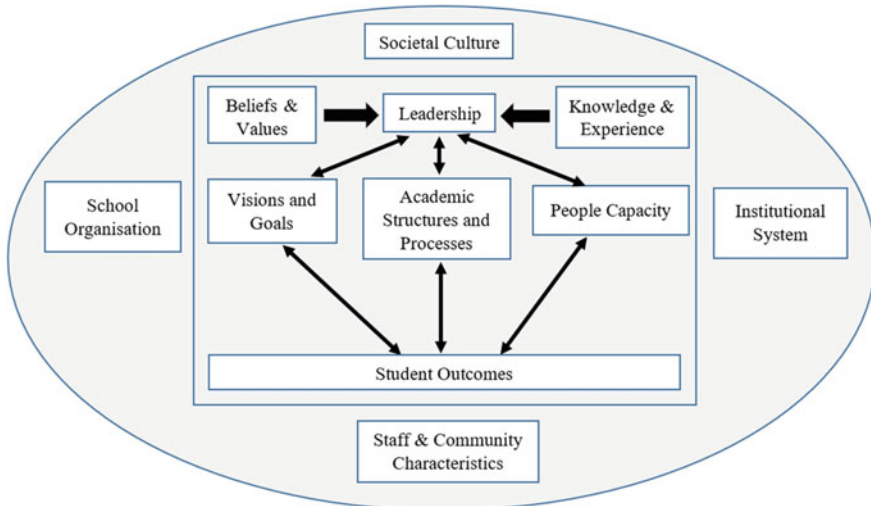 Societal Culture
Beliefs &
Values
Leadership
Knowledge &
Experience
School
Organisation
Visions and
Goals
Academic
Structures and
Processes
People Capacity
Institutional
System
Student Outcomes
Staff & Community
Characteristics